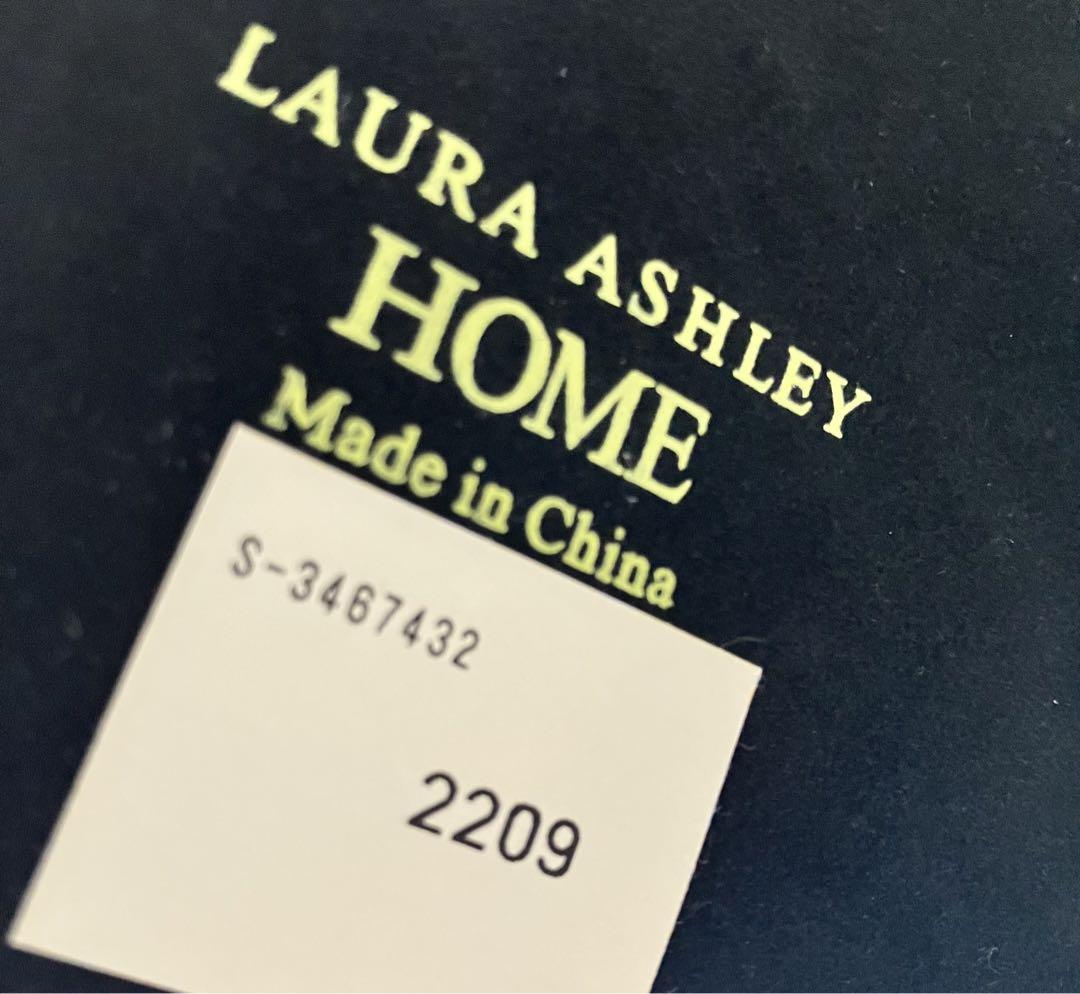 LAURA ASHLEY
HOME
Made in China
S-3467432
2209